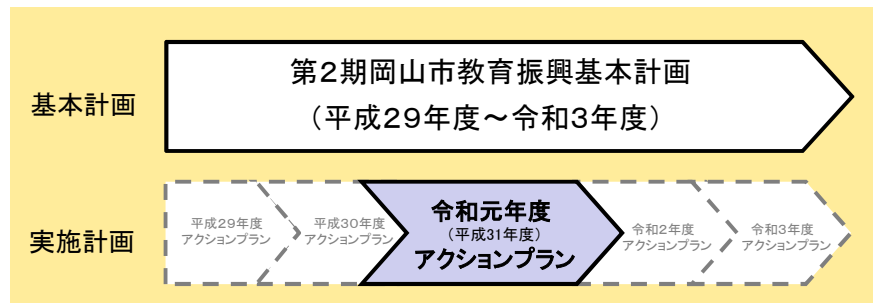 基本計画
第２期岡山市教育振興基本計画
（平成２９年度～令和３年度）
実施計画
平成２９年度
アクションプラン
平成３０年度
アクションプラン
令和元年度
（平成31年度）
アクションプラン
令和２年度
アクションプラン
令和３年度
アクションプラン